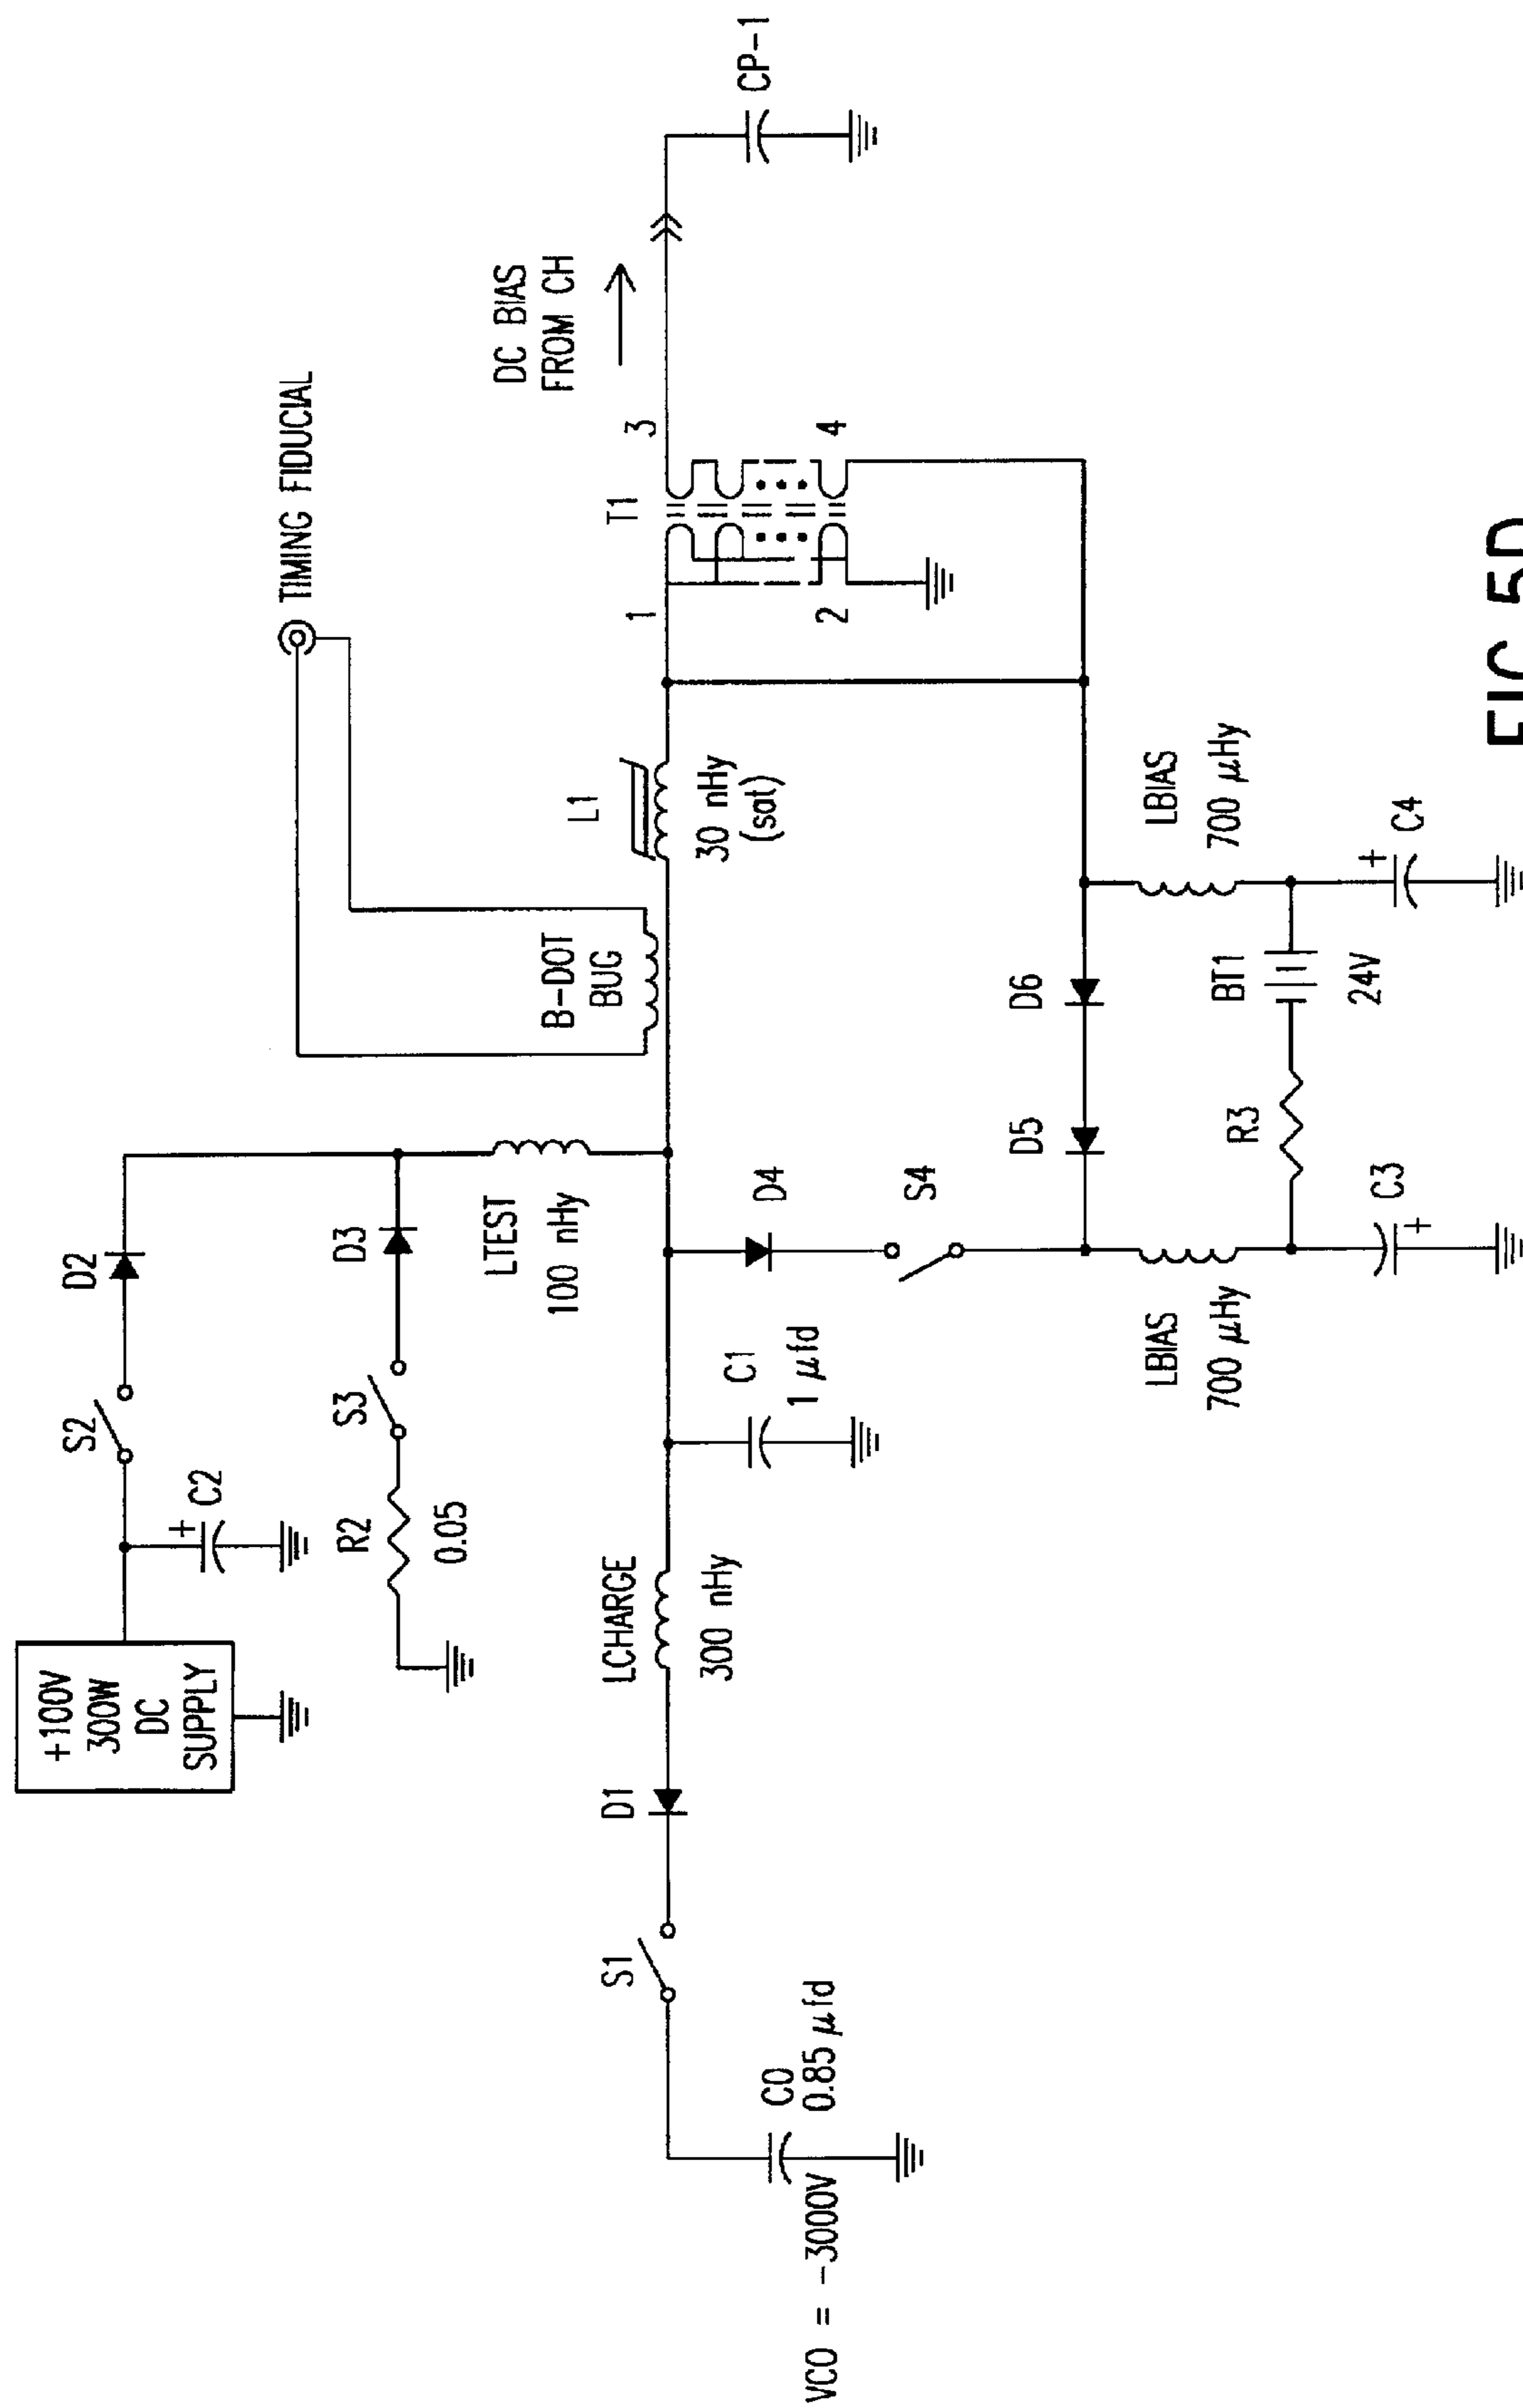 TIMING FIDUCIAL
DC BIAS
FROM CH
CP-1
+100V
300W
DC
SUPPLY
C2
S2
D2
R2
0.05
S3
D3
LTEST
100 nHy
B-DOT
BUG
L1
30 nHy
(sat)
1
2
T1
3
4
VCO = -3000V
C0
0.85 µfd
S1
D1
LCHARGE
300 nHy
C1
1 µfd
D4
S4
D5
D6
LBIAS
700 µHy
LBIAS
700 µHy
R3
BT1
24V
C3
+
C4
+
+
FIG. 5D